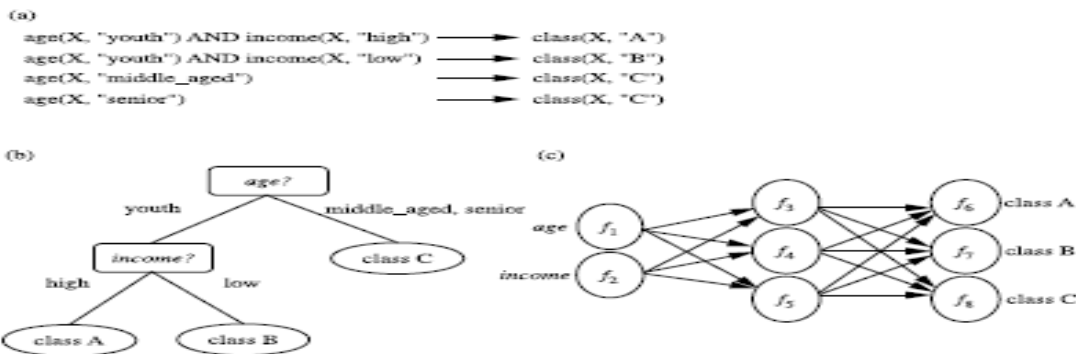 (a)
age(X, "youth") AND income(X, "high") class(X, "A")
age(X, "youth") AND income(X, "low") class(X, "B")
age(X, "middle_aged") class(X, "C")
age(X, "senior") class(X, "C")
(b)
age?
youth
middle_aged, senior
income?
class C
high
low
class A
class B
(c)
age
income
f1
f2
f3
f4
f5
f6
f7
f8
class A
class B
class C